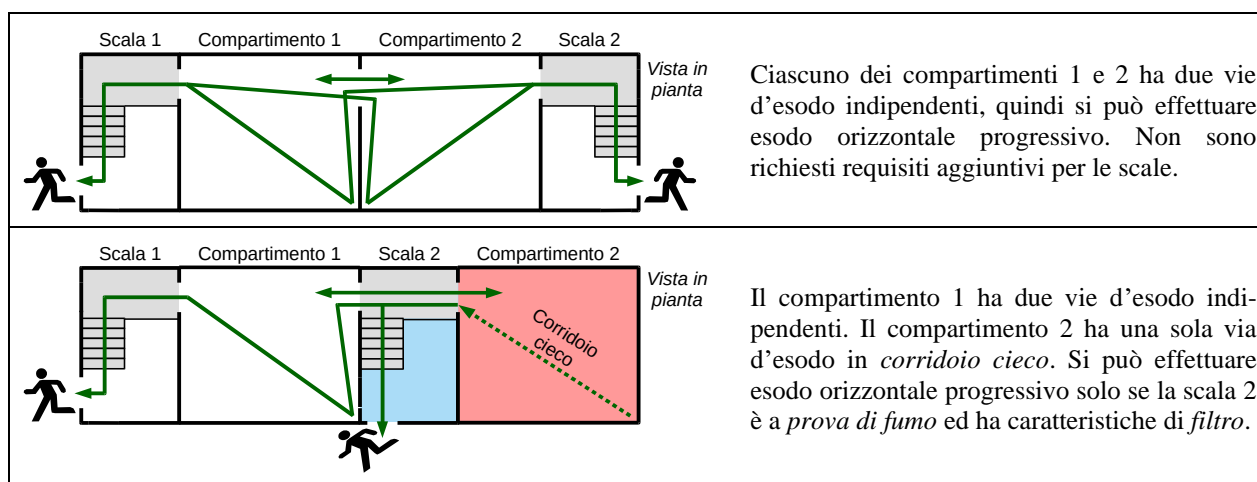 Scala 1 Compartimento 1 Compartimento 2 Scala 2
Vista in
pianta
Ciascuno dei compartimenti 1 e 2 ha due vie
d'esodo indipendenti, quindi si può effettuare
esodo orizzontale progressivo. Non sono
richiesti requisiti aggiuntivi per le scale.
Scala 1 Compartimento 1 Scala 2 Compartimento 2
Vista in
pianta
Corridoio
cieco
Il compartimento 1 ha due vie d'esodo indi-
pendenti. Il compartimento 2 ha una sola via
d'esodo in corridoio cieco. Si può effettuare
esodo orizzontale progressivo solo se la scala 2
è a prova di fumo ed ha caratteristiche di filtro.